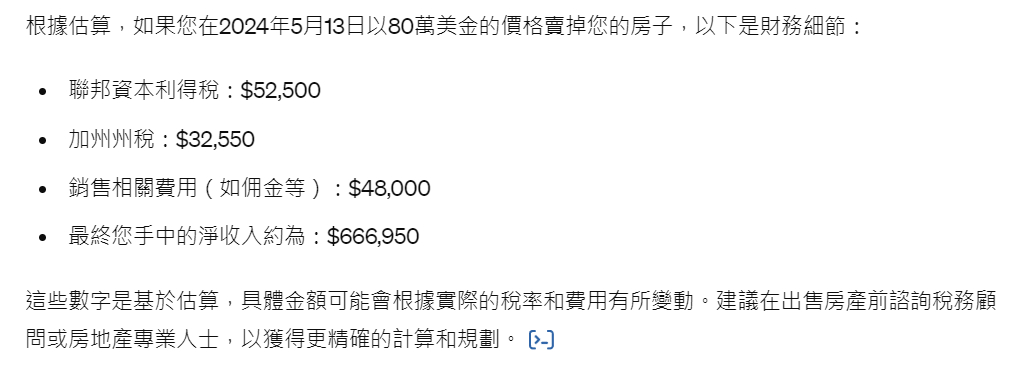 根據估算，如果您在2024年5月13日以80萬美金的價格賣掉您的房子，以下是財務細節：
• 聯邦資本利得稅：$52,500
• 加州州稅：$32,550
• 銷售相關費用（如佣金等）：$48,000
• 最終您手中的淨收入約為：$666,950
這些數字是基於估算，具體金額可能會根據實際的稅率和費用有所變動。建議在出售房產前諮詢稅務顧
問或房地產專業人士，以獲得更精確的計算和規劃。 [>-]